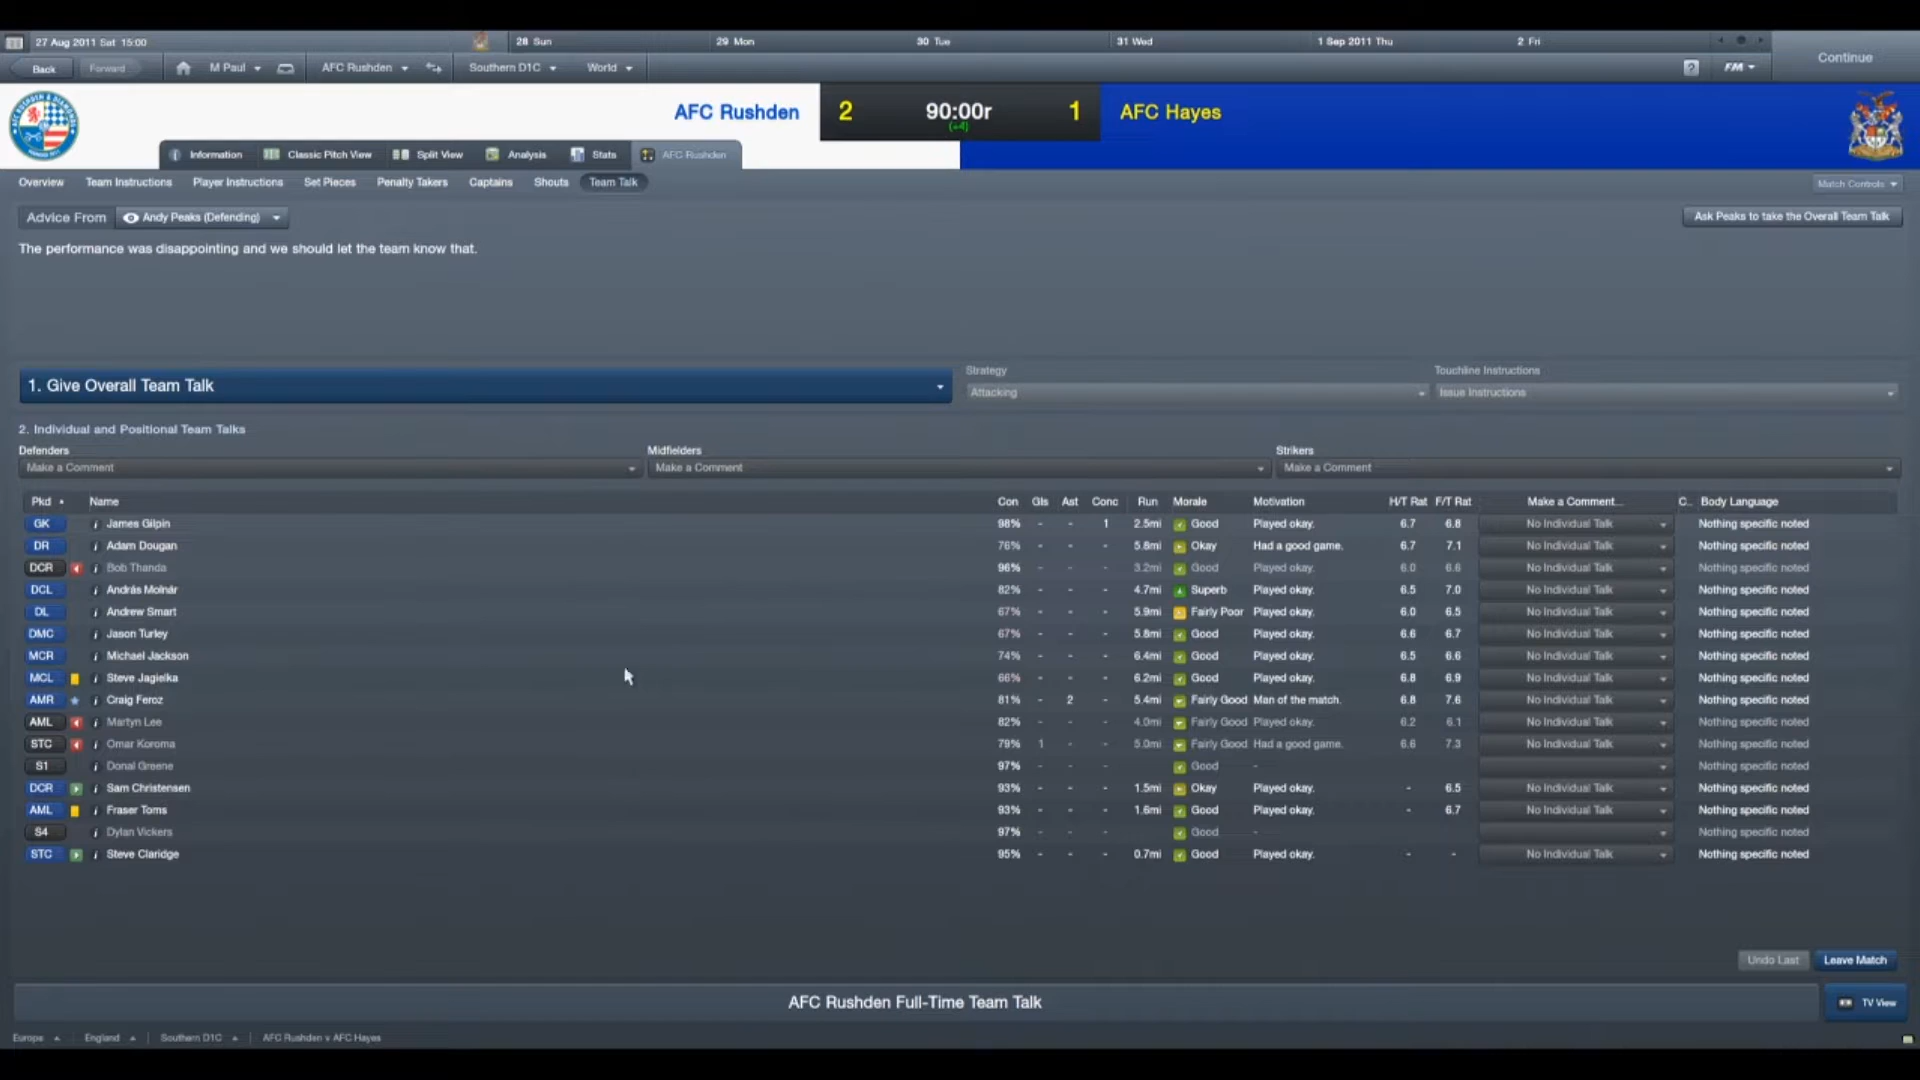 27 Aug 2011 Sat 15:00 28 Sun 29 Mon 30 Tue 31 Wed 1 Sep 2011 Thu 2 Fri
Back Forward M Paul AFC Rushden Southern D1C World ? FM Continue
AFC Rushden 2 90:00r 1 AFC Hayes
(+4)
Information Classic Pitch View Split View Analysis Stats AFC Rushden
Overview Team Instructions Player Instructions Set Pieces Penalty Takers Captains Shouts Team Talk Match Controls
Advice From Andy Peaks (Defending) Ask Peaks to take the Overall Team Talk
The performance was disappointing and we should let the team know that.
Strategy Touchline Instructions
1. Give Overall Team Talk Attacking Issue Instructions
2. Individual and Positional Team Talks
Defenders Midfielders Strikers
Make a Comment Make a Comment Make a Comment
Pkd Name Con Gls Ast Conc Run Morale Motivation H/T Rat F/T Rat Make a Comment... C... Body Language
GK i James Gilpin 98% - - 1 2.5mi Good Played okay. 6.7 6.8 No Individual Talk Nothing specific noted
DR i Adam Dougan 76% - - - 5.8mi Okay Had a good game. 6.7 7.1 No Individual Talk Nothing specific noted
DCR i Bob Thanda 96% - - - 3.2mi Good Played okay. 6.0 6.6 No Individual Talk Nothing specific noted
DCL i András Molnár 82% - - - 4.7mi Superb Played okay. 6.5 7.0 No Individual Talk Nothing specific noted
DL i Andrew Smart 67% - - - 5.9mi Fairly Poor Played okay. 6.0 6.5 No Individual Talk Nothing specific noted
DMC i Jason Turley 67% - - - 5.8mi Good Played okay. 6.6 6.7 No Individual Talk Nothing specific noted
MCR i Michael Jackson 74% - - - 6.4mi Good Played okay. 6.5 6.6 No Individual Talk Nothing specific noted
MCL i Steve Jagielka 66% - - - 6.2mi Good Played okay. 6.8 6.9 No Individual Talk Nothing specific noted
AMR i Craig Feroz 81% - 2 - 5.4mi Fairly Good Man of the match. 6.8 7.6 No Individual Talk Nothing specific noted
AML i Martyn Lee 82% - - - 4.0mi Fairly Good Played okay. 6.2 6.1 No Individual Talk Nothing specific noted
STC i Omar Koroma 79% 1 - - 5.0mi Fairly Good Had a good game. 6.6 7.3 No Individual Talk Nothing specific noted
S1 i Donal Greene 97% Good - Nothing specific noted
DCR i Sam Christensen 93% - - - 1.5mi Okay Played okay. - 6.5 No Individual Talk Nothing specific noted
AML i Fraser Toms 93% - - - 1.6mi Good Played okay. - 6.7 No Individual Talk Nothing specific noted
S4 i Dylan Vickers 97% Good - Nothing specific noted
STC i Steve Claridge 95% - - - 0.7mi Good Played okay. - - No Individual Talk Nothing specific noted
Undo Last Leave Match
AFC Rushden Full-Time Team Talk TV View
Europe England Southern D1C AFC Rushden v AFC Hayes